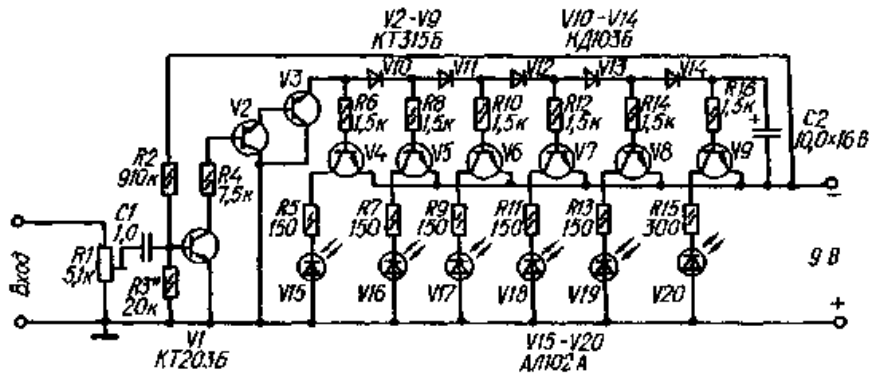 V2-V9
КТ315Б
V10-V14
КД103Б
V3
V10
V11
V12
V13
V14
V2
R6
1,5к
R8
1,5к
R10
1,5к
R12
1,5к
R14
1,5к
R16
1,5к
+
C2
10,0×16В
R2
910к
R4
7,5к
V4
V5
V6
V7
V8
V9
–
R5
150
R7
150
R9
150
R11
150
R13
150
R15
300
C1
1,0
R1
5,1к
Вход
R3*
20к
V15
V16
V17
V18
V19
V20
9 В
+
V1
КТ203Б
V15-V20
АЛ102А